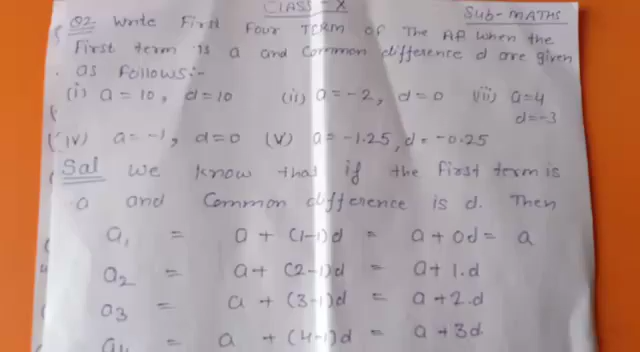 CLASS-X
Sub-MATHS
Q2 Write First Four TERM OF The AP when the
First term is a and Common difference d are given
as Follows:-
(i) a=10, d=10 (ii) a=-2, d=0 (iii) a=4
d=-3
(iv) a=-1, d=0 (v) a=-1.25, d=-0.25
Sol We know that if the First term is
a and Common difference is d. Then
a1 = a + (1-1)d = a+0d= a
a2 = a+ (2-1)d = a+1.d
a3 = a + (3-1)d = a+2.d
a4 = a + (4-1)d = a+3d